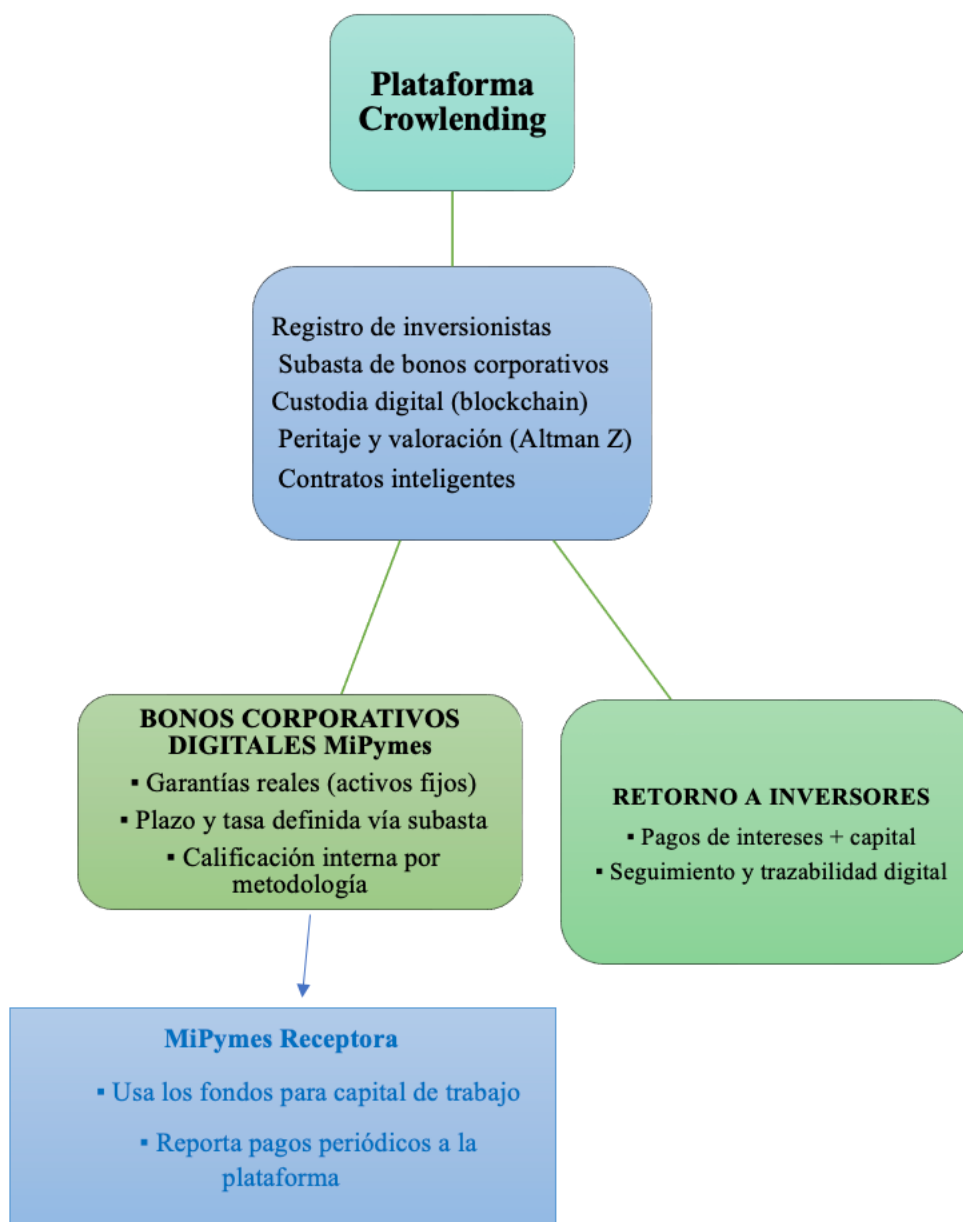 Plataforma
Crowlending
Registro de inversionistas
Subasta de bonos corporativos
Custodia digital (blockchain)
Peritaje y valoración (Altman Z)
Contratos inteligentes
BONOS CORPORATIVOS
DIGITALES MiPymes
▪ Garantías reales (activos fijos)
▪ Plazo y tasa definida vía subasta
▪ Calificación interna por
metodología
RETORNO A INVERSORES
▪ Pagos de intereses + capital
▪ Seguimiento y trazabilidad digital
MiPymes Receptora
▪ Usa los fondos para capital de trabajo
▪ Reporta pagos periódicos a la
plataforma